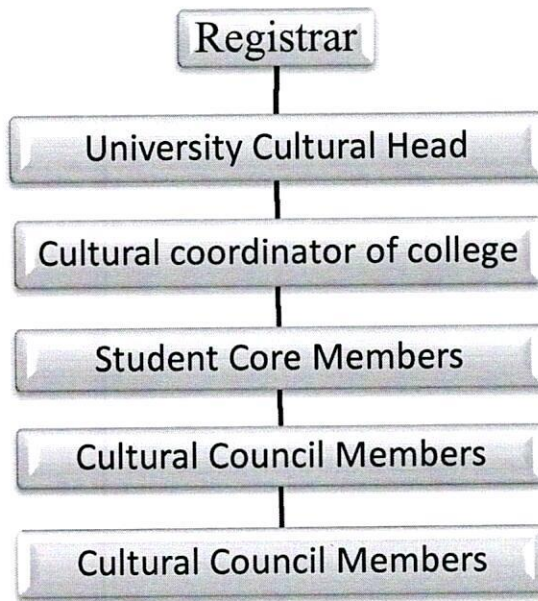 Registrar
University Cultural Head
Cultural coordinator of college
Student Core Members
Cultural Council Members
Cultural Council Members